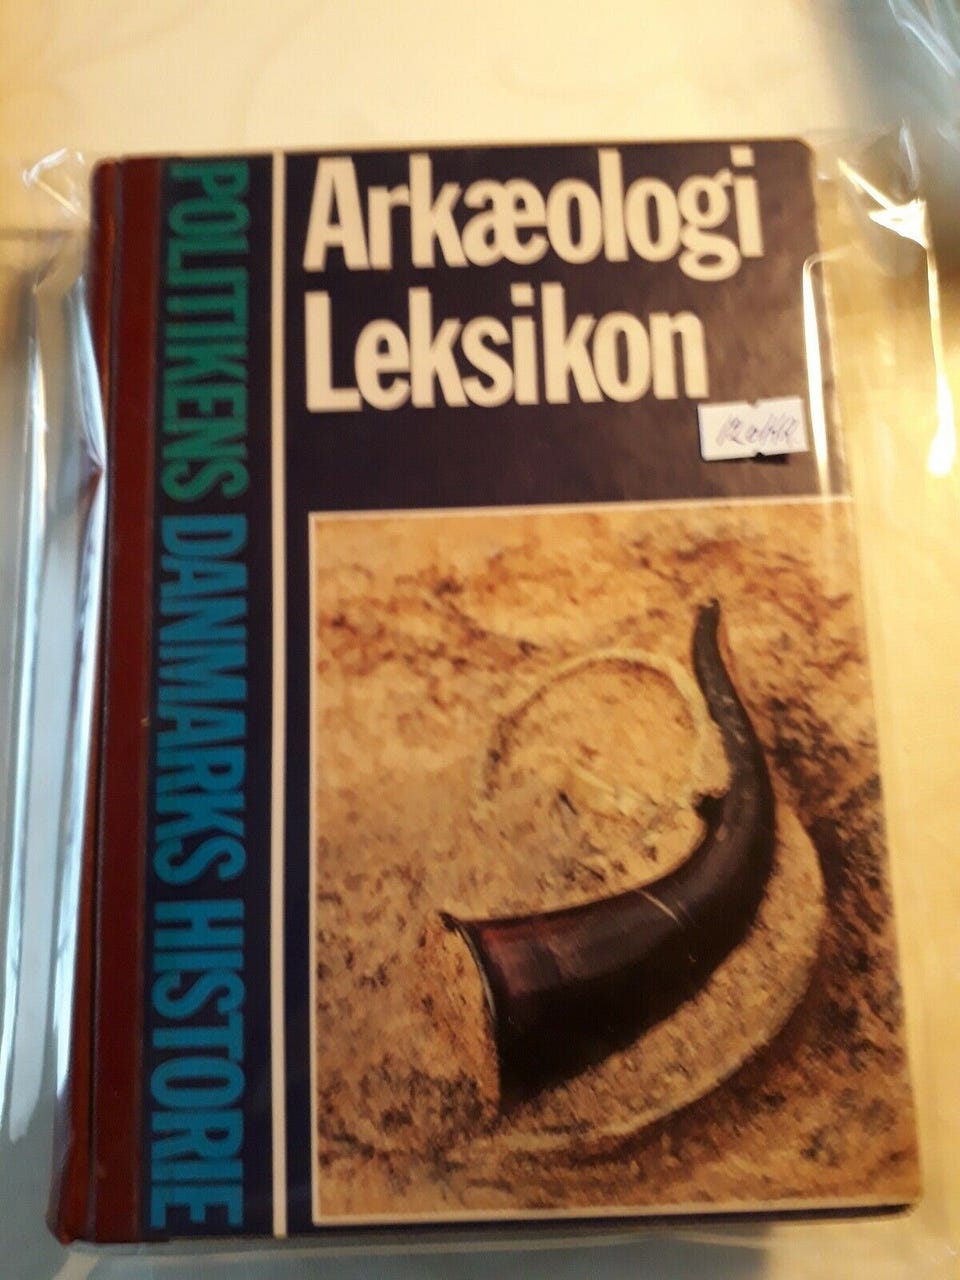 Arkæologi
Leksikon
POLITIKENS DANMARKS HISTORIE